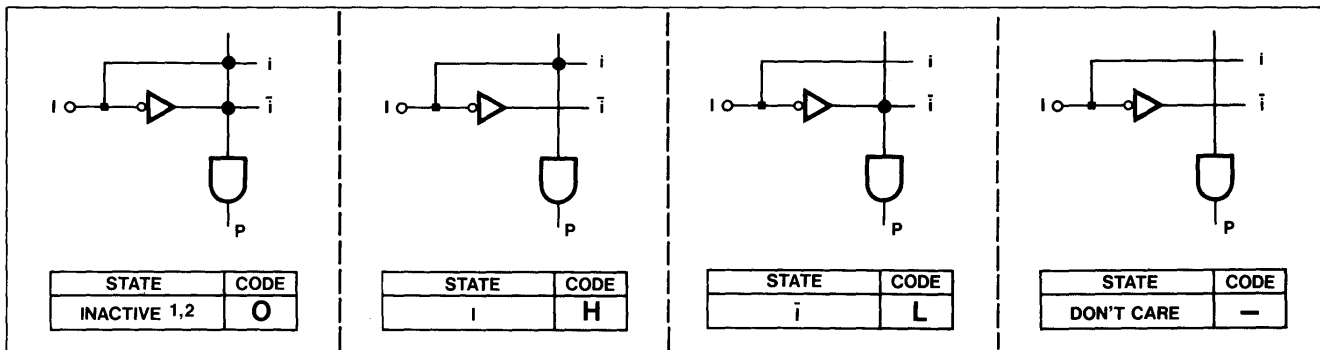 i
I
ī
P
STATE CODE
INACTIVE 1,2 O
i
I
ī
P
STATE CODE
I H
i
I
ī
P
STATE CODE
ī L
i
I
ī
P
STATE CODE
DON'T CARE –